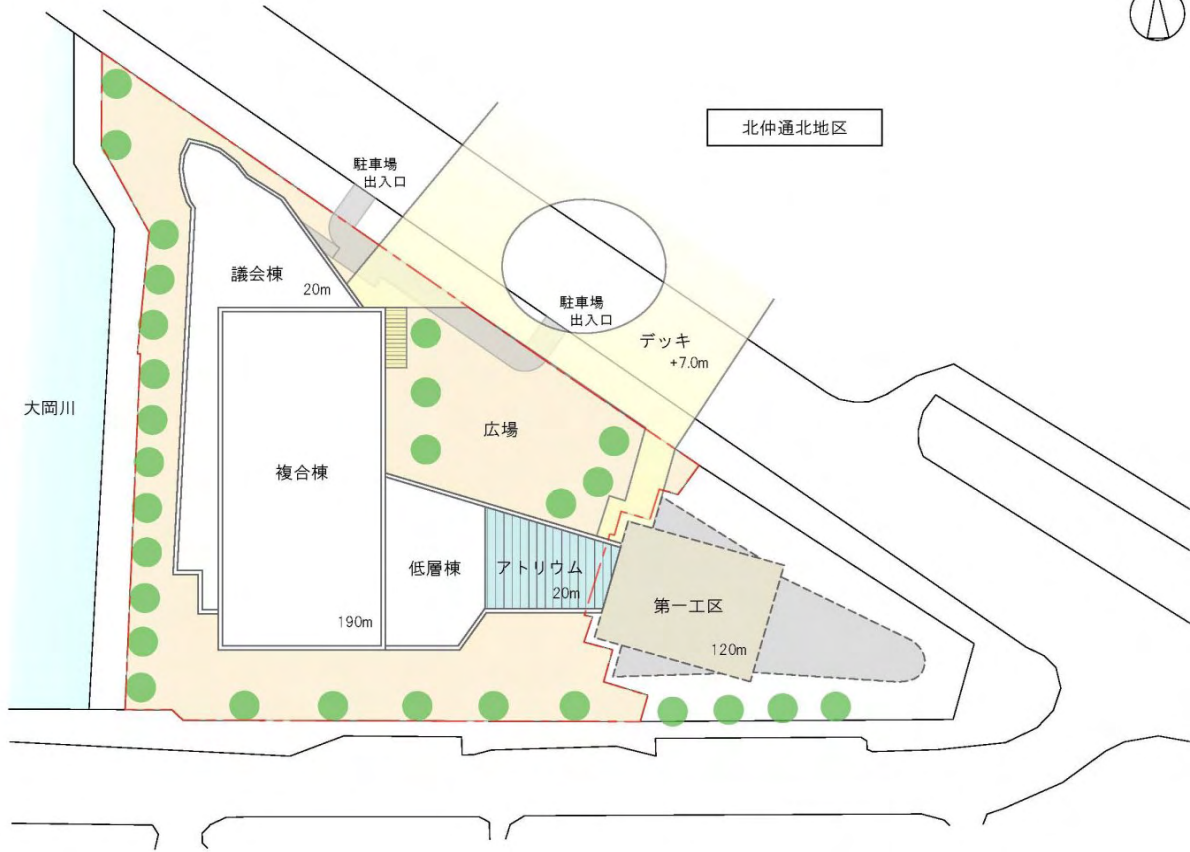 北仲通北地区
駐車場
出入口
議会棟
20m
駐車場
出入口
デッキ
+7.0m
大岡川
広場
複合棟
低層棟
アトリウム
20m
第一工区
190m
120m